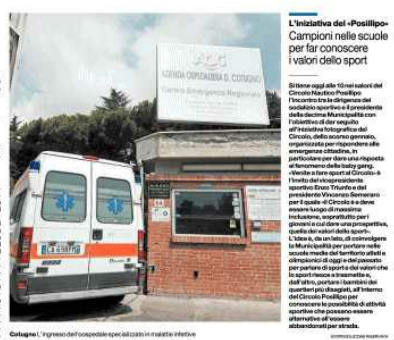 AOC
AZIENDA OSPEDALIERA D. COTUGNO
Centro Emergenza Regionale
Cotugno L'ingresso dell'ospedale specializzato in malattie infettive
L'iniziativa del «Posillipo»
Campioni nelle scuole
per far conoscere
i valori dello sport
Si tiene oggi alle 10 nei saloni del
Circolo Nautico Posillipo
l'incontro tra la dirigenza del
sodalizio sportivo e il presidente
della decima Municipalità con
l'obiettivo di dar seguito
all'iniziativa fotografica del
Circolo, dello scorso gennaio,
organizzata per rispondere alle
emergenze cittadine, in
particolare per dare una risposta
al fenomeno delle baby gang.
«Venite a fare sport al Circolo» è
l'invito del vicepresidente
sportivo Enzo Triunfo e del
presidente Vincenzo Semeraro
per il quale «il Circolo è e deve
essere luogo di massima
inclusione, soprattutto per i
giovani a cui dare una prospettiva,
quella dei valori dello sport».
L'idea è, da un lato, di coinvolgere
la Municipalità per portare nelle
scuole medie del territorio atleti e
olimpionici di oggi e del passato
per parlare di sport e dei valori che
lo sport riesce a trasmette e,
dall'altro, portare i bambini dei
quartieri più disagiati, all'interno
del Circolo Posillipo per
conoscere le possibilità di attività
sportive che possano essere
alternative all'essere
abbandonati per strada.
©RIPRODUZIONE RISERVATA